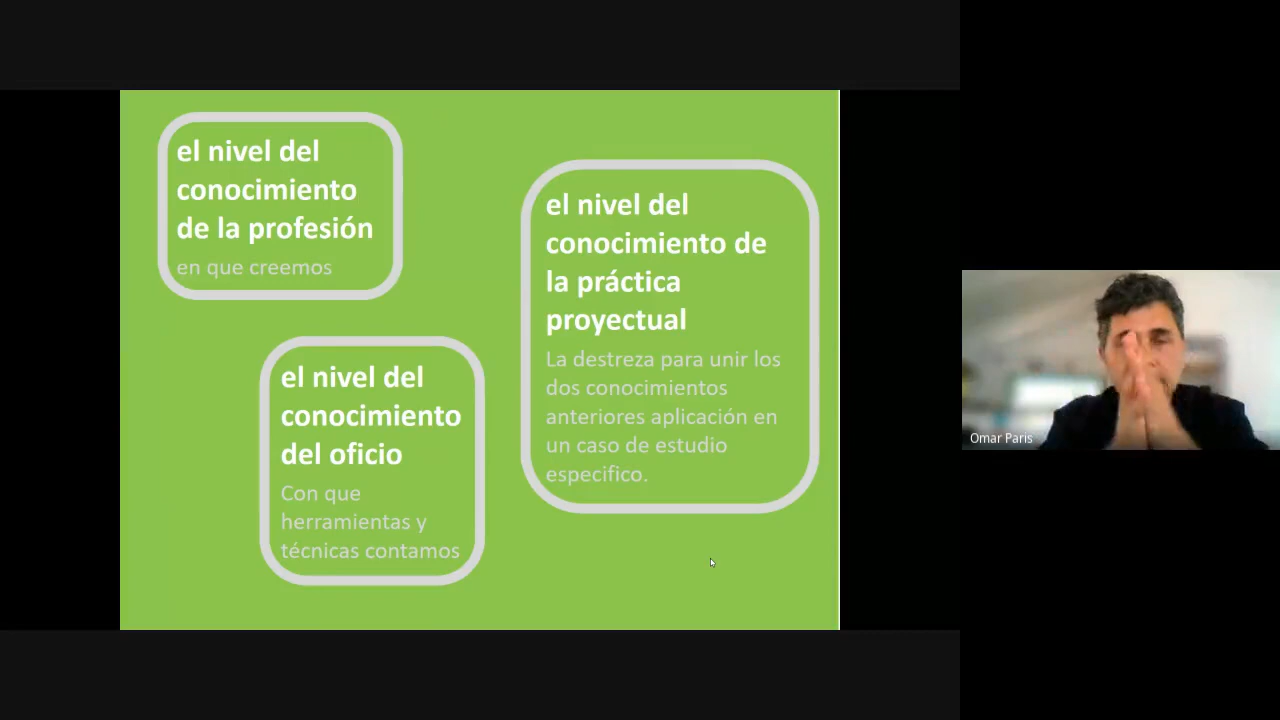 el nivel del
conocimiento
de la profesión
en que creemos
el nivel del
conocimiento
del oficio
Con que
herramientas y
técnicas contamos
el nivel del
conocimiento de
la práctica
proyectual
La destreza para unir los
dos conocimientos
anteriores aplicación en
un caso de estudio
especifico.
Omar Paris